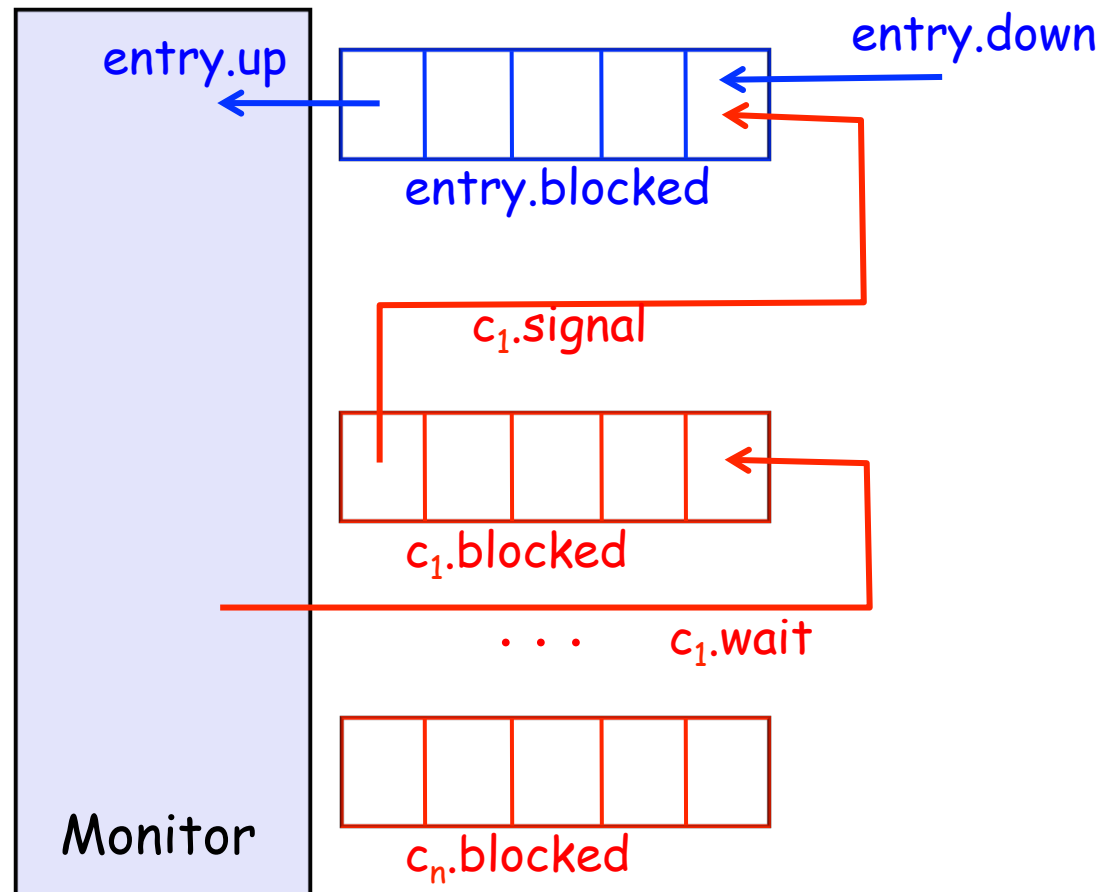 entry.down
entry.up
entry.blocked
c₁.signal
c₁.blocked
. . . c₁.wait
Monitor
cₙ.blocked